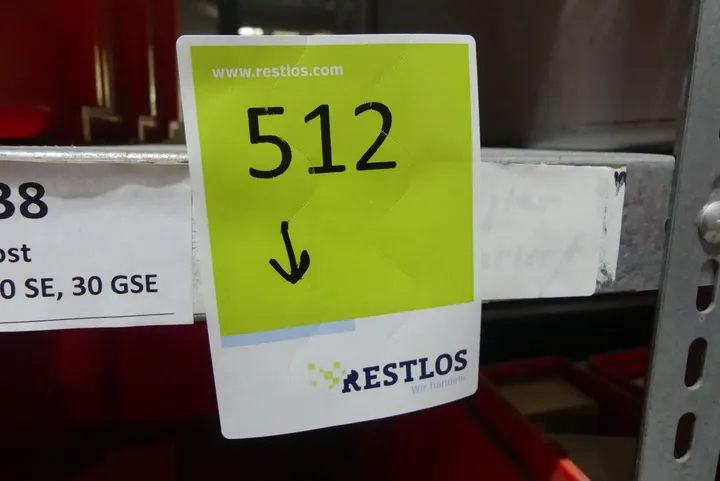 www.restlos.com
512
38
ost
0 SE, 30 GSE
RESTLOS
Wir handeln